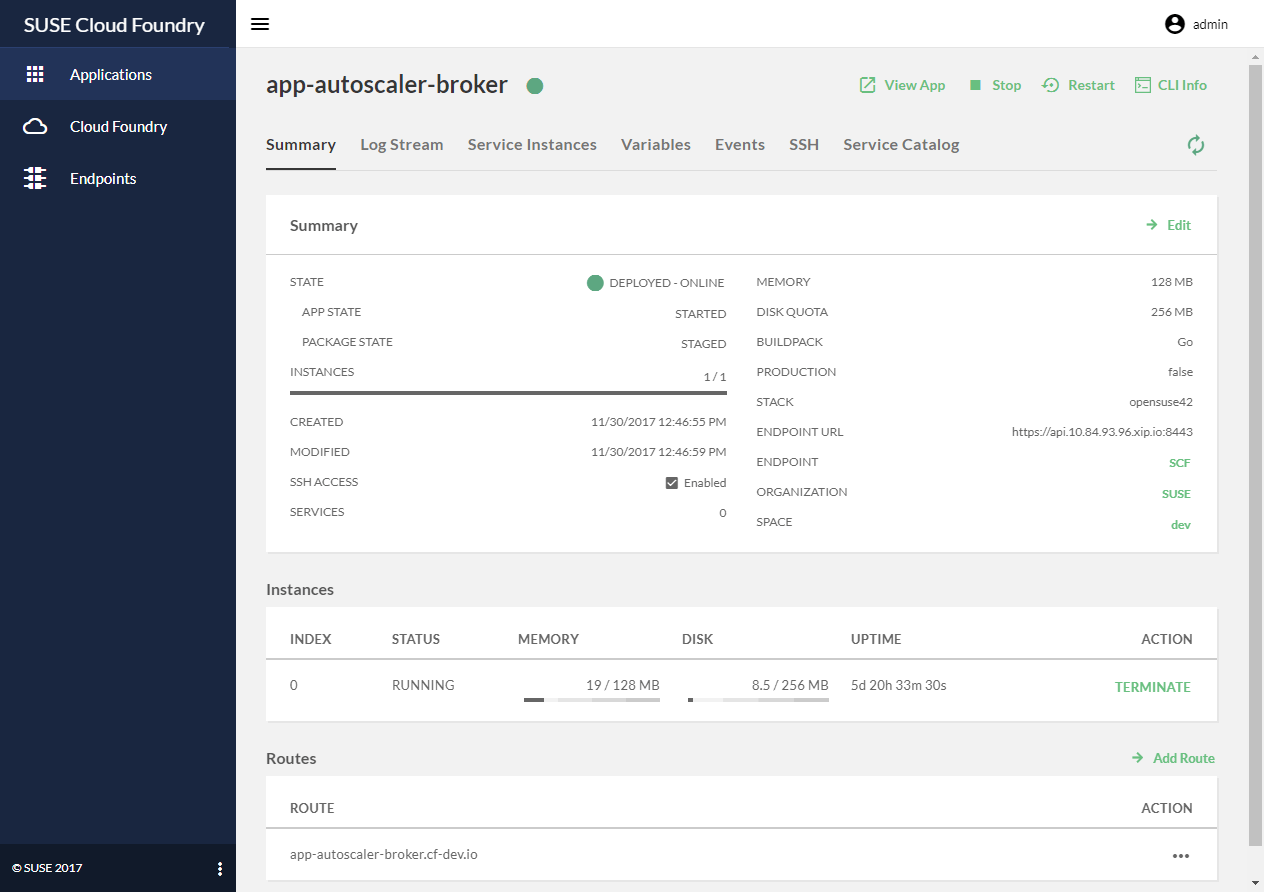 SUSE Cloud Foundry
admin
Applications
Cloud Foundry
Endpoints
app-autoscaler-broker
View App Stop Restart CLI Info
Summary Log Stream Service Instances Variables Events SSH Service Catalog
Summary
Edit
STATE DEPLOYED - ONLINE
APP STATE STARTED
PACKAGE STATE STAGED
INSTANCES 1 / 1
CREATED 11/30/2017 12:46:55 PM
MODIFIED 11/30/2017 12:46:59 PM
SSH ACCESS Enabled
SERVICES 0
MEMORY 128 MB
DISK QUOTA 256 MB
BUILDPACK Go
PRODUCTION false
STACK opensuse42
ENDPOINT URL https://api.10.84.93.96.xip.io:8443
ENDPOINT SCF
ORGANIZATION SUSE
SPACE dev
Instances
INDEX STATUS MEMORY DISK UPTIME ACTION
0 RUNNING 19 / 128 MB 8.5 / 256 MB 5d 20h 33m 30s TERMINATE
Routes
Add Route
ROUTE ACTION
app-autoscaler-broker.cf-dev.io
© SUSE 2017